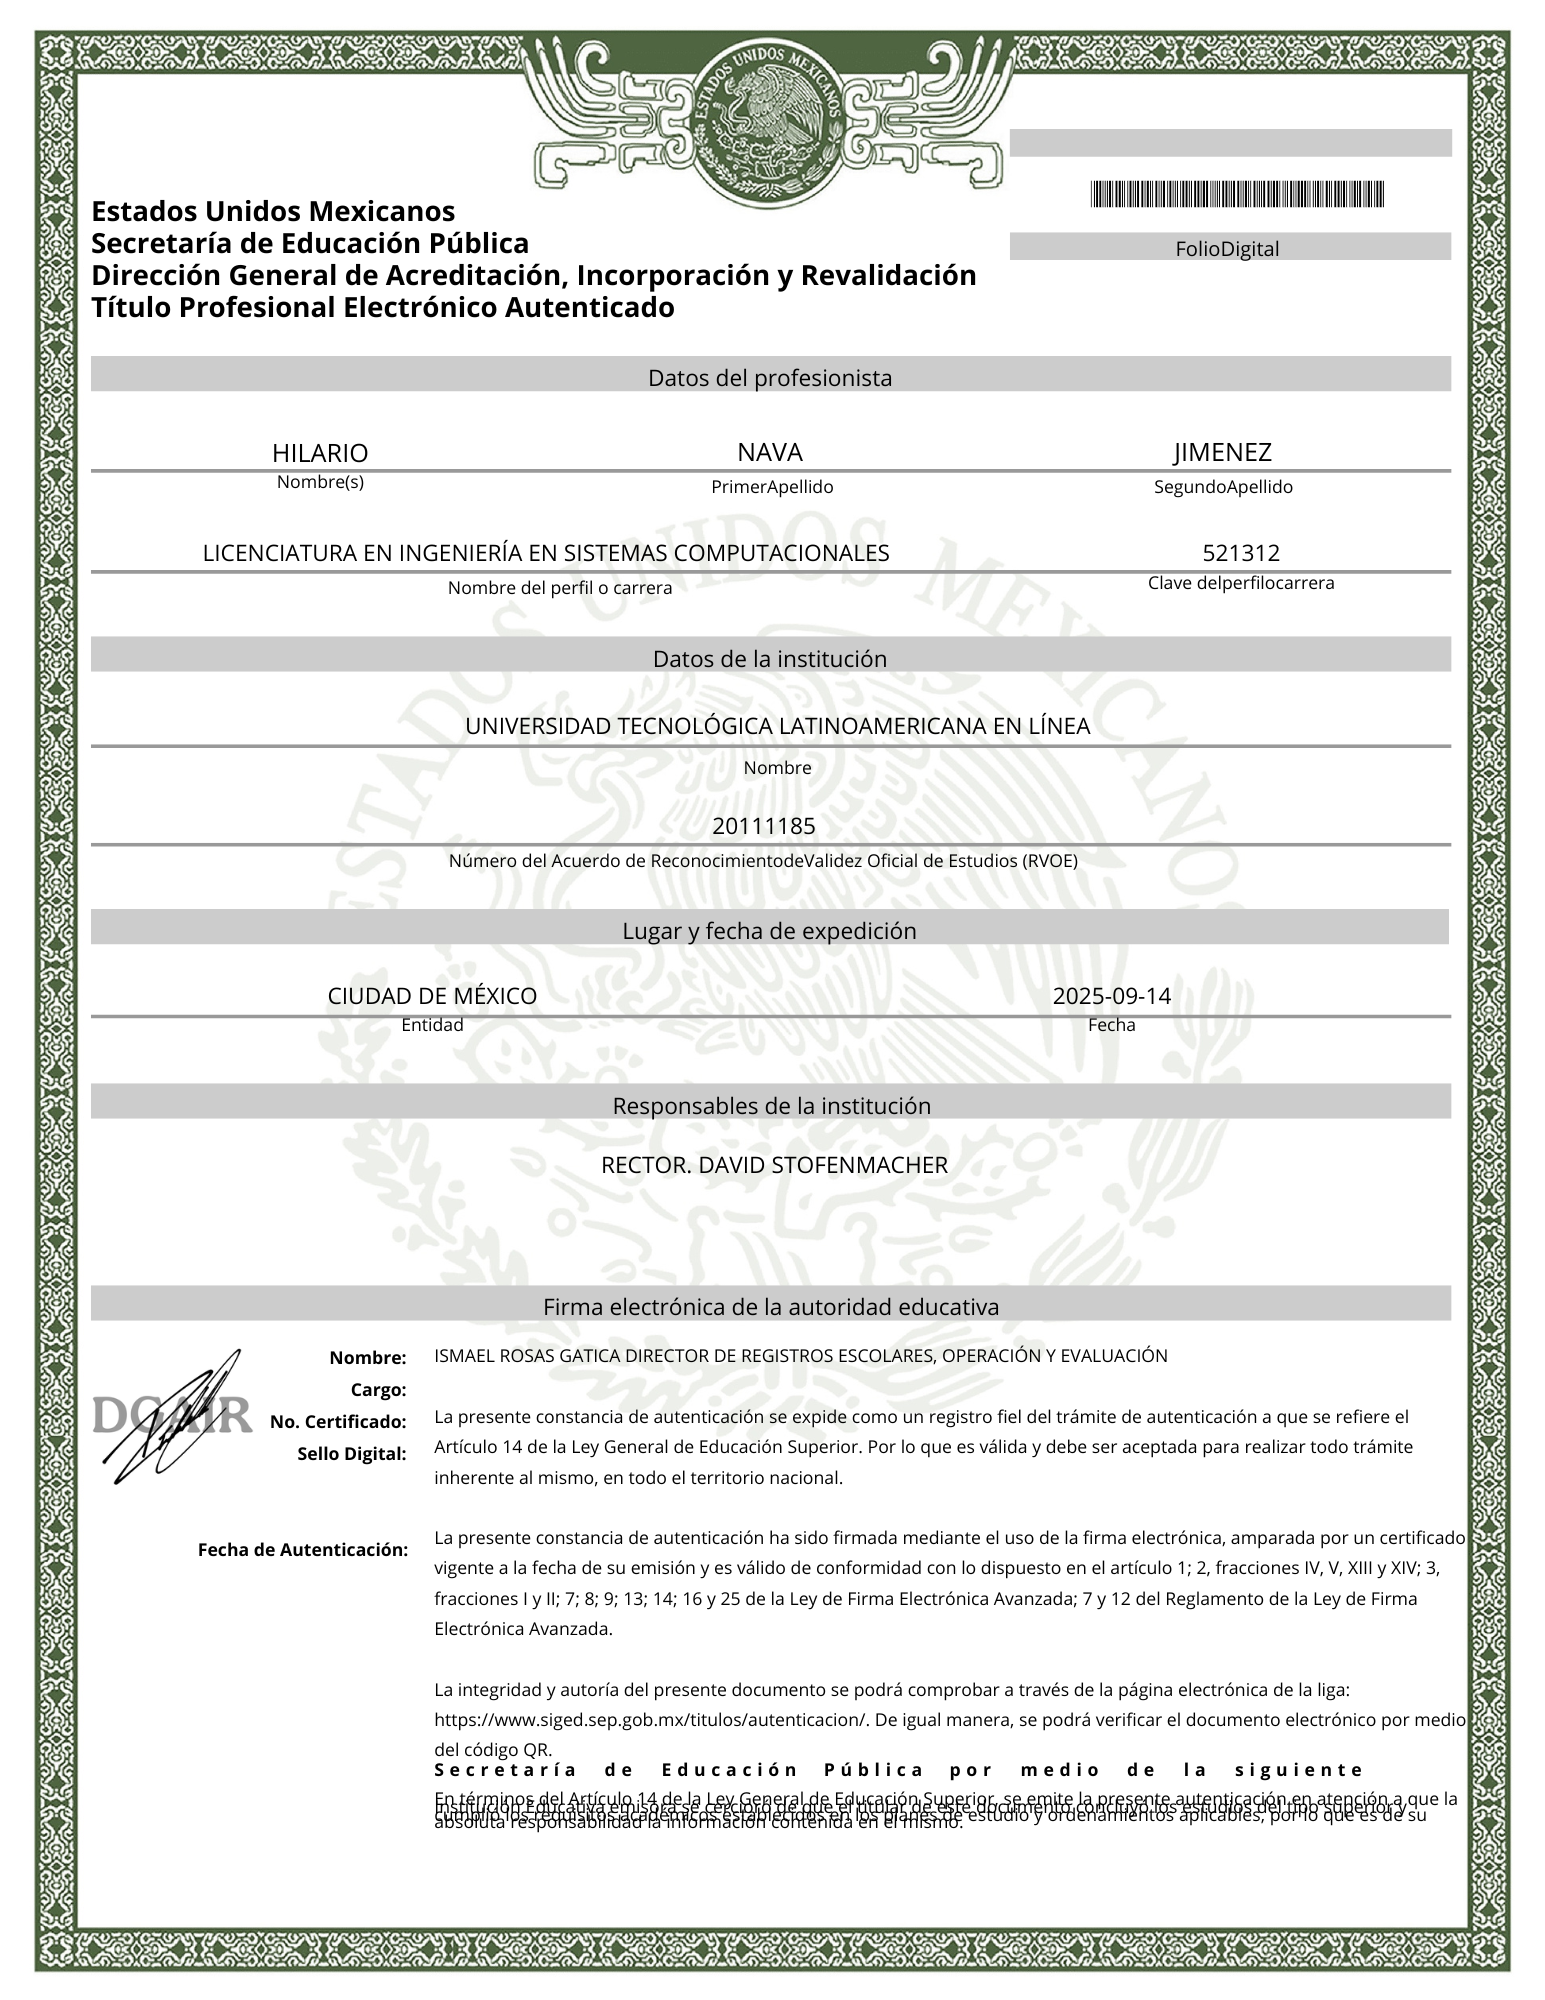 ESTADOS UNIDOS MEXICANOS
Estados Unidos Mexicanos
Secretaría de Educación Pública
Dirección General de Acreditación, Incorporación y Revalidación
Título Profesional Electrónico Autenticado
FolioDigital
Datos del profesionista
HILARIO NAVA JIMENEZ
Nombre(s) PrimerApellido SegundoApellido
LICENCIATURA EN INGENIERÍA EN SISTEMAS COMPUTACIONALES 521312
Nombre del perfil o carrera Clave delperfilocarrera
ESTADOS UNIDOS MEXICANOS
Datos de la institución
UNIVERSIDAD TECNOLÓGICA LATINOAMERICANA EN LÍNEA
Nombre
20111185
Número del Acuerdo de ReconocimientodeValidez Oficial de Estudios (RVOE)
Lugar y fecha de expedición
CIUDAD DE MÉXICO 2025-09-14
Entidad Fecha
Responsables de la institución
RECTOR. DAVID STOFENMACHER
Firma electrónica de la autoridad educativa
DGAIR
Nombre: ISMAEL ROSAS GATICA DIRECTOR DE REGISTROS ESCOLARES, OPERACIÓN Y EVALUACIÓN
Cargo:
No. Certificado: La presente constancia de autenticación se expide como un registro fiel del trámite de autenticación a que se refiere el
Sello Digital: Artículo 14 de la Ley General de Educación Superior. Por lo que es válida y debe ser aceptada para realizar todo trámite
inherente al mismo, en todo el territorio nacional.
Fecha de Autenticación: La presente constancia de autenticación ha sido firmada mediante el uso de la firma electrónica, amparada por un certificado
vigente a la fecha de su emisión y es válido de conformidad con lo dispuesto en el artículo 1; 2, fracciones IV, V, XIII y XIV; 3,
fracciones I y II; 7; 8; 9; 13; 14; 16 y 25 de la Ley de Firma Electrónica Avanzada; 7 y 12 del Reglamento de la Ley de Firma
Electrónica Avanzada.
La integridad y autoría del presente documento se podrá comprobar a través de la página electrónica de la liga:
https://www.siged.sep.gob.mx/titulos/autenticacion/. De igual manera, se podrá verificar el documento electrónico por medio
del código QR.
Secretaría de Educación Pública por medio de la siguiente
En términos del Artículo 14 de la Ley General de Educación Superior, se emite la presente autenticación en atención a que la
Institución Educativa emisora se cercioró de que el titular de este documento concluyó los estudios del tipo superior y
cumplió los requisitos académicos establecidos en los planes de estudio y ordenamientos aplicables, por lo que es de su
absoluta responsabilidad la información contenida en el mismo.